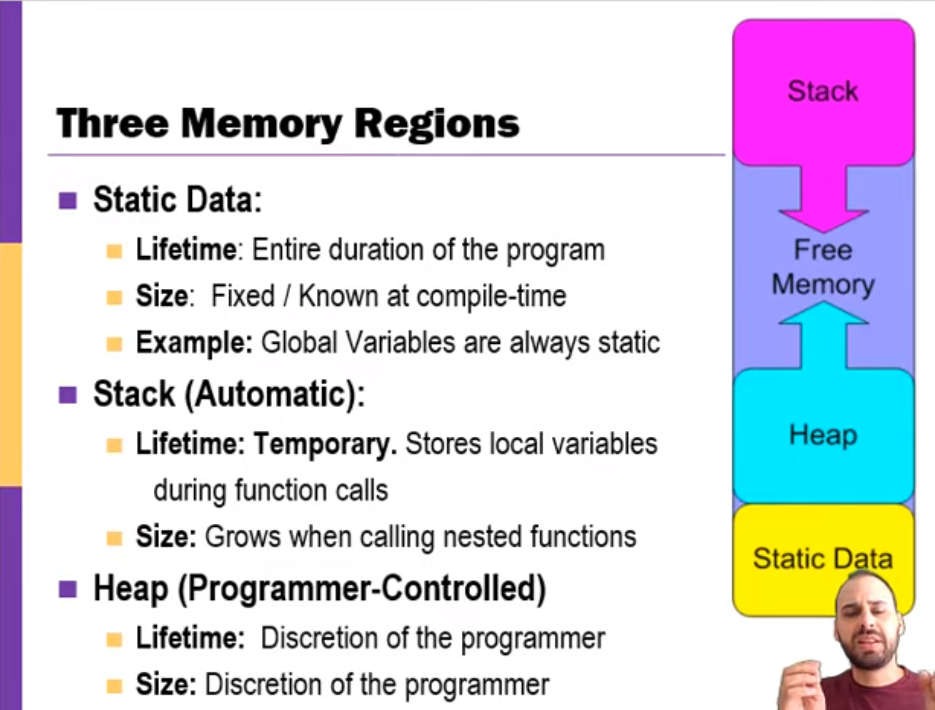 Three Memory Regions
Static Data:
Lifetime: Entire duration of the program
Size: Fixed / Known at compile-time
Example: Global Variables are always static
Stack (Automatic):
Lifetime: Temporary. Stores local variables
during function calls
Size: Grows when calling nested functions
Heap (Programmer-Controlled)
Lifetime: Discretion of the programmer
Size: Discretion of the programmer
Stack
Free
Memory
Heap
Static Data